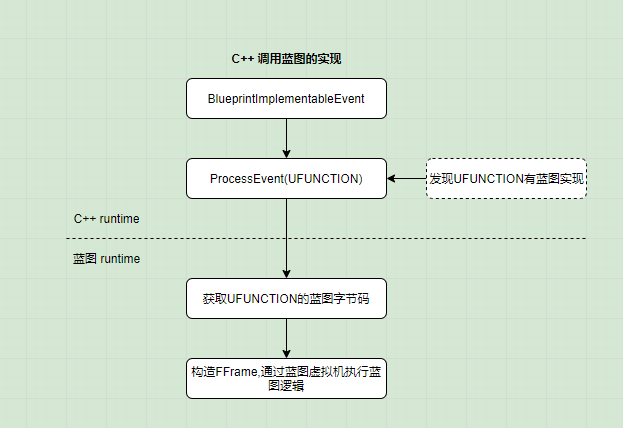 C++ 调用蓝图的实现
BlueprintImplementableEvent
ProcessEvent(UFUNCTION)
发现UFUNCTION有蓝图实现
C++ runtime
蓝图 runtime
获取UFUNCTION的蓝图字节码
构造FFrame,通过蓝图虚拟机执行蓝
图逻辑